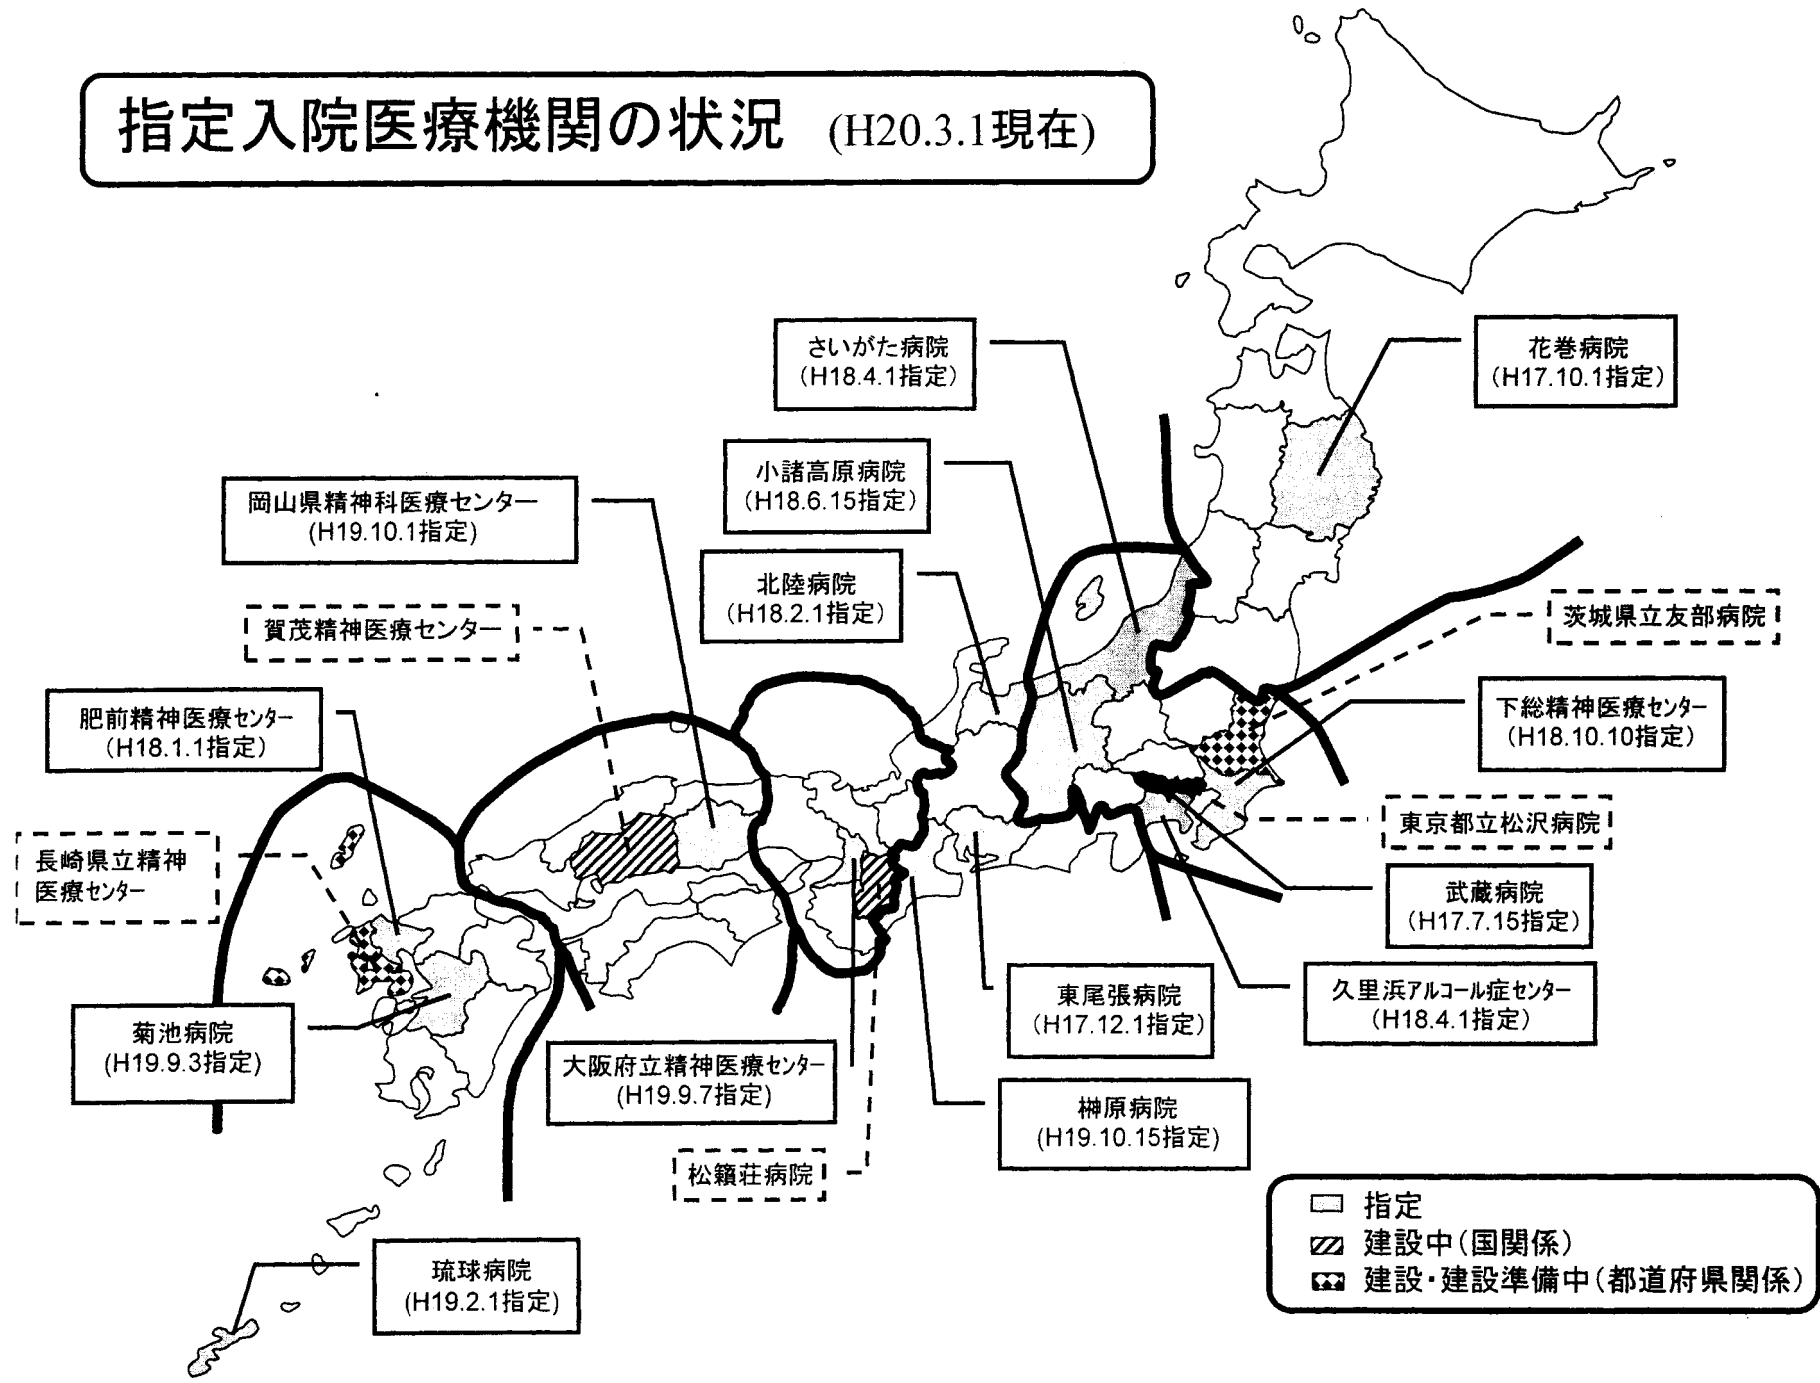 指定入院医療機関の状況 (H20.3.1現在)
さいがた病院
(H18.4.1指定)
花巻病院
(H17.10.1指定)
小諸高原病院
(H18.6.15指定)
岡山県精神科医療センター
(H19.10.1指定)
北陸病院
(H18.2.1指定)
賀茂精神医療センター
茨城県立友部病院
肥前精神医療センター
(H18.1.1指定)
下総精神医療センター
(H18.10.10指定)
長崎県立精神
医療センター
東京都立松沢病院
武蔵病院
(H17.7.15指定)
菊池病院
(H19.9.3指定)
東尾張病院
(H17.12.1指定)
久里浜アルコール症センター
(H18.4.1指定)
大阪府立精神医療センター
(H19.9.7指定)
榊原病院
(H19.10.15指定)
松籟荘病院
琉球病院
(H19.2.1指定)
指定
建設中(国関係)
建設・建設準備中(都道府県関係)